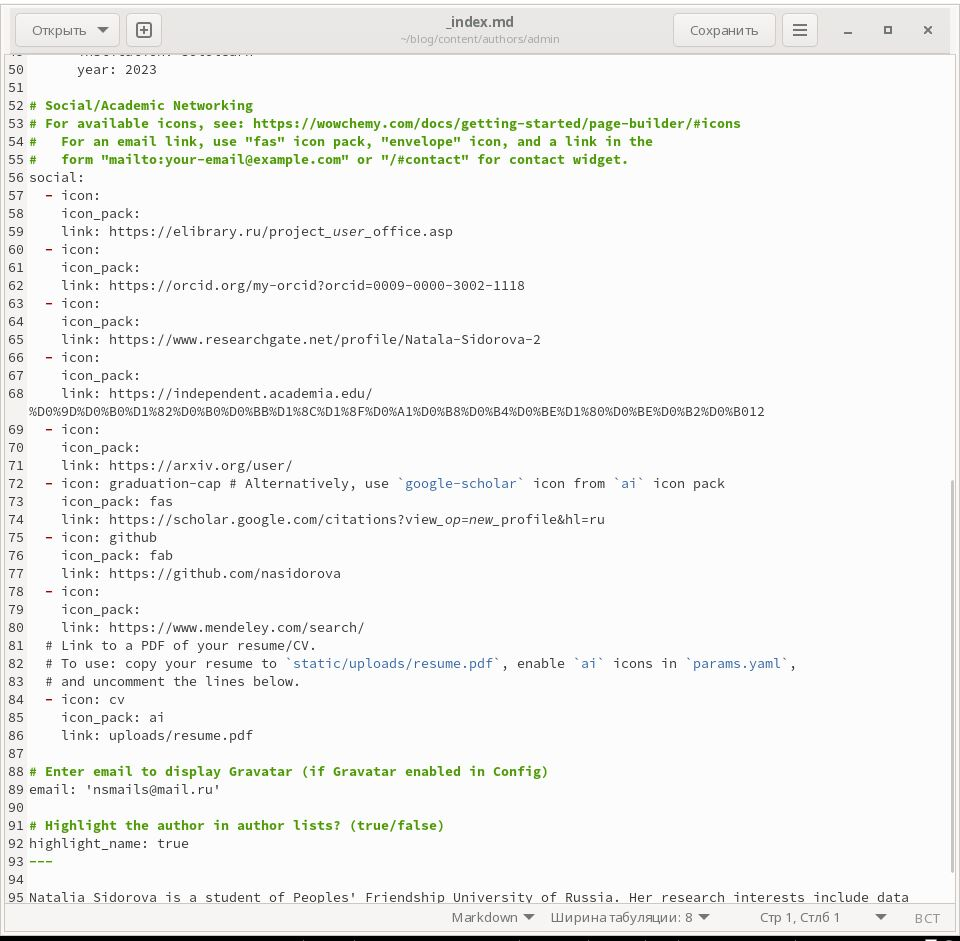 Открыть
_index.md
~/blog/content/authors/admin
Сохранить
50 year: 2023
51
52 # Social/Academic Networking
53 # For available icons, see: https://wowchemy.com/docs/getting-started/page-builder/#icons
54 #   For an email link, use "fas" icon pack, "envelope" icon, and a link in the
55 #   form "mailto:your-email@example.com" or "/#contact" for contact widget.
56 social:
57   - icon:
58     icon_pack:
59     link: https://elibrary.ru/project_user_office.asp
60   - icon:
61     icon_pack:
62     link: https://orcid.org/my-orcid?orcid=0009-0000-3002-1118
63   - icon:
64     icon_pack:
65     link: https://www.researchgate.net/profile/Natala-Sidorova-2
66   - icon:
67     icon_pack:
68     link: https://independent.academia.edu/
%D0%9D%D0%B0%D1%82%D0%B0%D0%BB%D1%8C%D1%8F%D0%A1%D0%B8%D0%B4%D0%BE%D1%80%D0%BE%D0%B2%D0%B012
69   - icon:
70     icon_pack:
71     link: https://arxiv.org/user/
72   - icon: graduation-cap # Alternatively, use `google-scholar` icon from `ai` icon pack
73     icon_pack: fas
74     link: https://scholar.google.com/citations?view_op=new_profile&hl=ru
75   - icon: github
76     icon_pack: fab
77     link: https://github.com/nasidorova
78   - icon:
79     icon_pack:
80     link: https://www.mendeley.com/search/
81   # Link to a PDF of your resume/CV.
82   # To use: copy your resume to `static/uploads/resume.pdf`, enable `ai` icons in `params.yaml`,
83   # and uncomment the lines below.
84   - icon: cv
85     icon_pack: ai
86     link: uploads/resume.pdf
87
88 # Enter email to display Gravatar (if Gravatar enabled in Config)
89 email: 'nsmails@mail.ru'
90
91 # Highlight the author in author lists? (true/false)
92 highlight_name: true
93 ---
94
95 Natalia Sidorova is a student of Peoples' Friendship University of Russia. Her research interests include data
Markdown Ширина табуляции: 8 Стр 1, Стлб 1 ВСТ